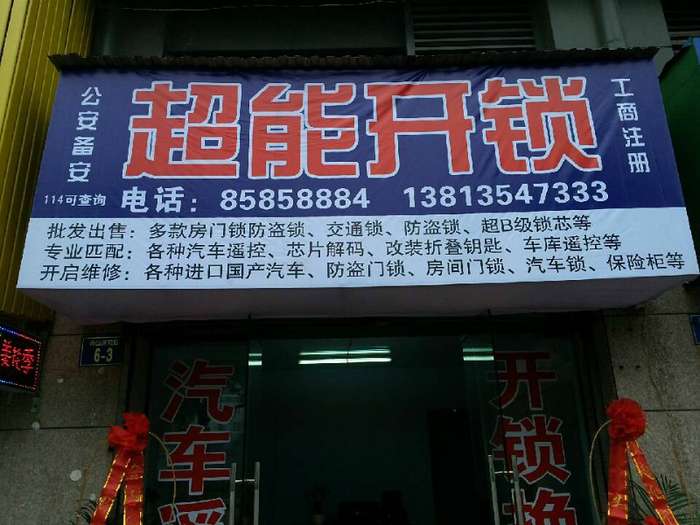 公安备安
114可查询
超能开锁
工商注册
电话：85858884 13813547333
批发出售：多款房门锁防盗锁、交通锁、防盗锁、超B级锁芯等
专业匹配：各种汽车遥控、芯片解码、改装折叠钥匙、车库遥控等
开启维修：各种进口国产汽车、防盗门锁、房间门锁、汽车锁、保险柜等
6-3
汽车遥
开锁换